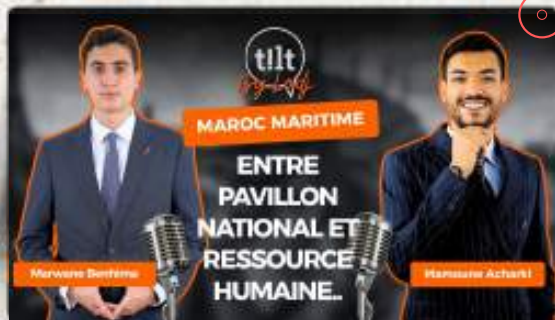 tilt
MAROC MARITIME
ENTRE
PAVILLON
NATIONAL ET
RESSOURCE
HUMAINE..
Marwane Benhima
Mamoune Acharki